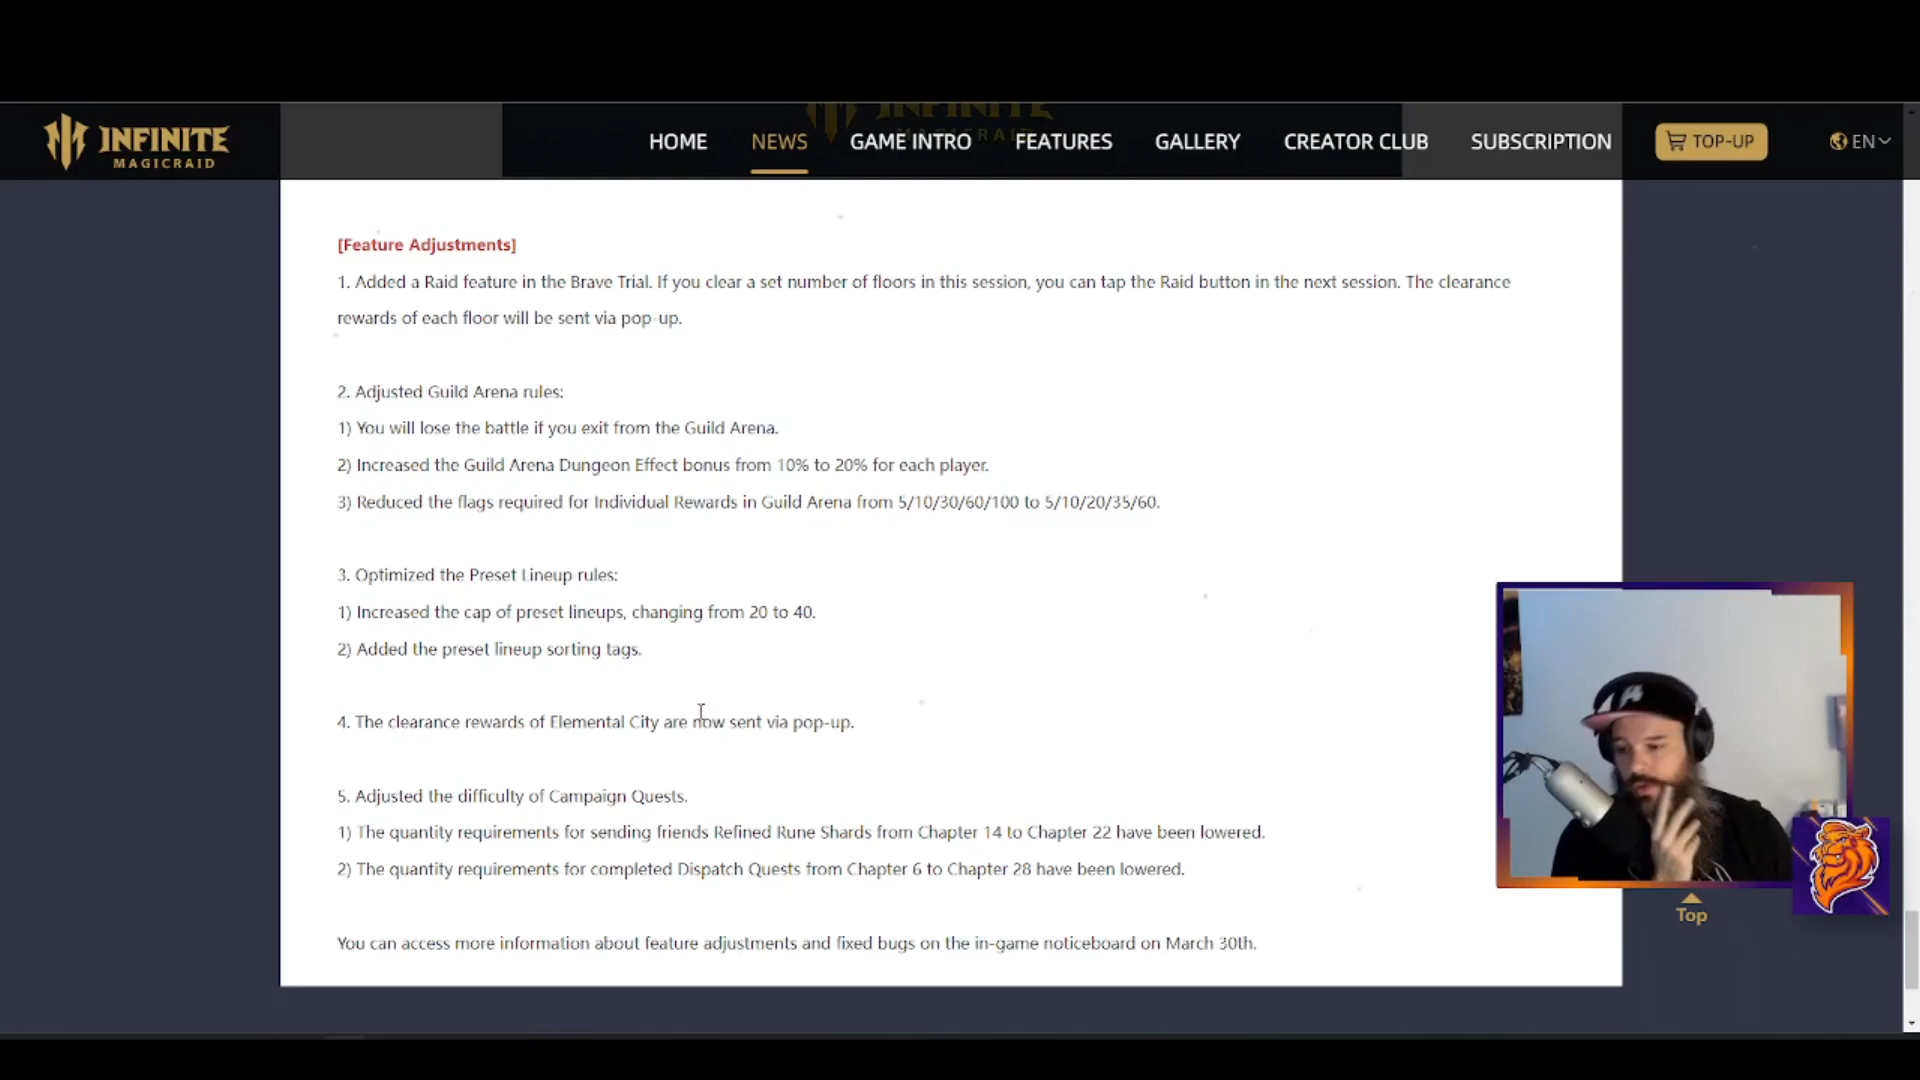 INFINITE
MAGICRAID
HOME
NEWS
GAME INTRO
FEATURES
GALLERY
CREATOR CLUB
SUBSCRIPTION
TOP-UP
EN
INFINITE
MAGICRAID
[Feature Adjustments]
1. Added a Raid feature in the Brave Trial. If you clear a set number of floors in this session, you can tap the Raid button in the next session. The clearance
rewards of each floor will be sent via pop-up.
2. Adjusted Guild Arena rules:
1) You will lose the battle if you exit from the Guild Arena.
2) Increased the Guild Arena Dungeon Effect bonus from 10% to 20% for each player.
3) Reduced the flags required for Individual Rewards in Guild Arena from 5/10/30/60/100 to 5/10/20/35/60.
3. Optimized the Preset Lineup rules:
1) Increased the cap of preset lineups, changing from 20 to 40.
2) Added the preset lineup sorting tags.
4. The clearance rewards of Elemental City are now sent via pop-up.
5. Adjusted the difficulty of Campaign Quests.
1) The quantity requirements for sending friends Refined Rune Shards from Chapter 14 to Chapter 22 have been lowered.
2) The quantity requirements for completed Dispatch Quests from Chapter 6 to Chapter 28 have been lowered.
You can access more information about feature adjustments and fixed bugs on the in-game noticeboard on March 30th.
Top